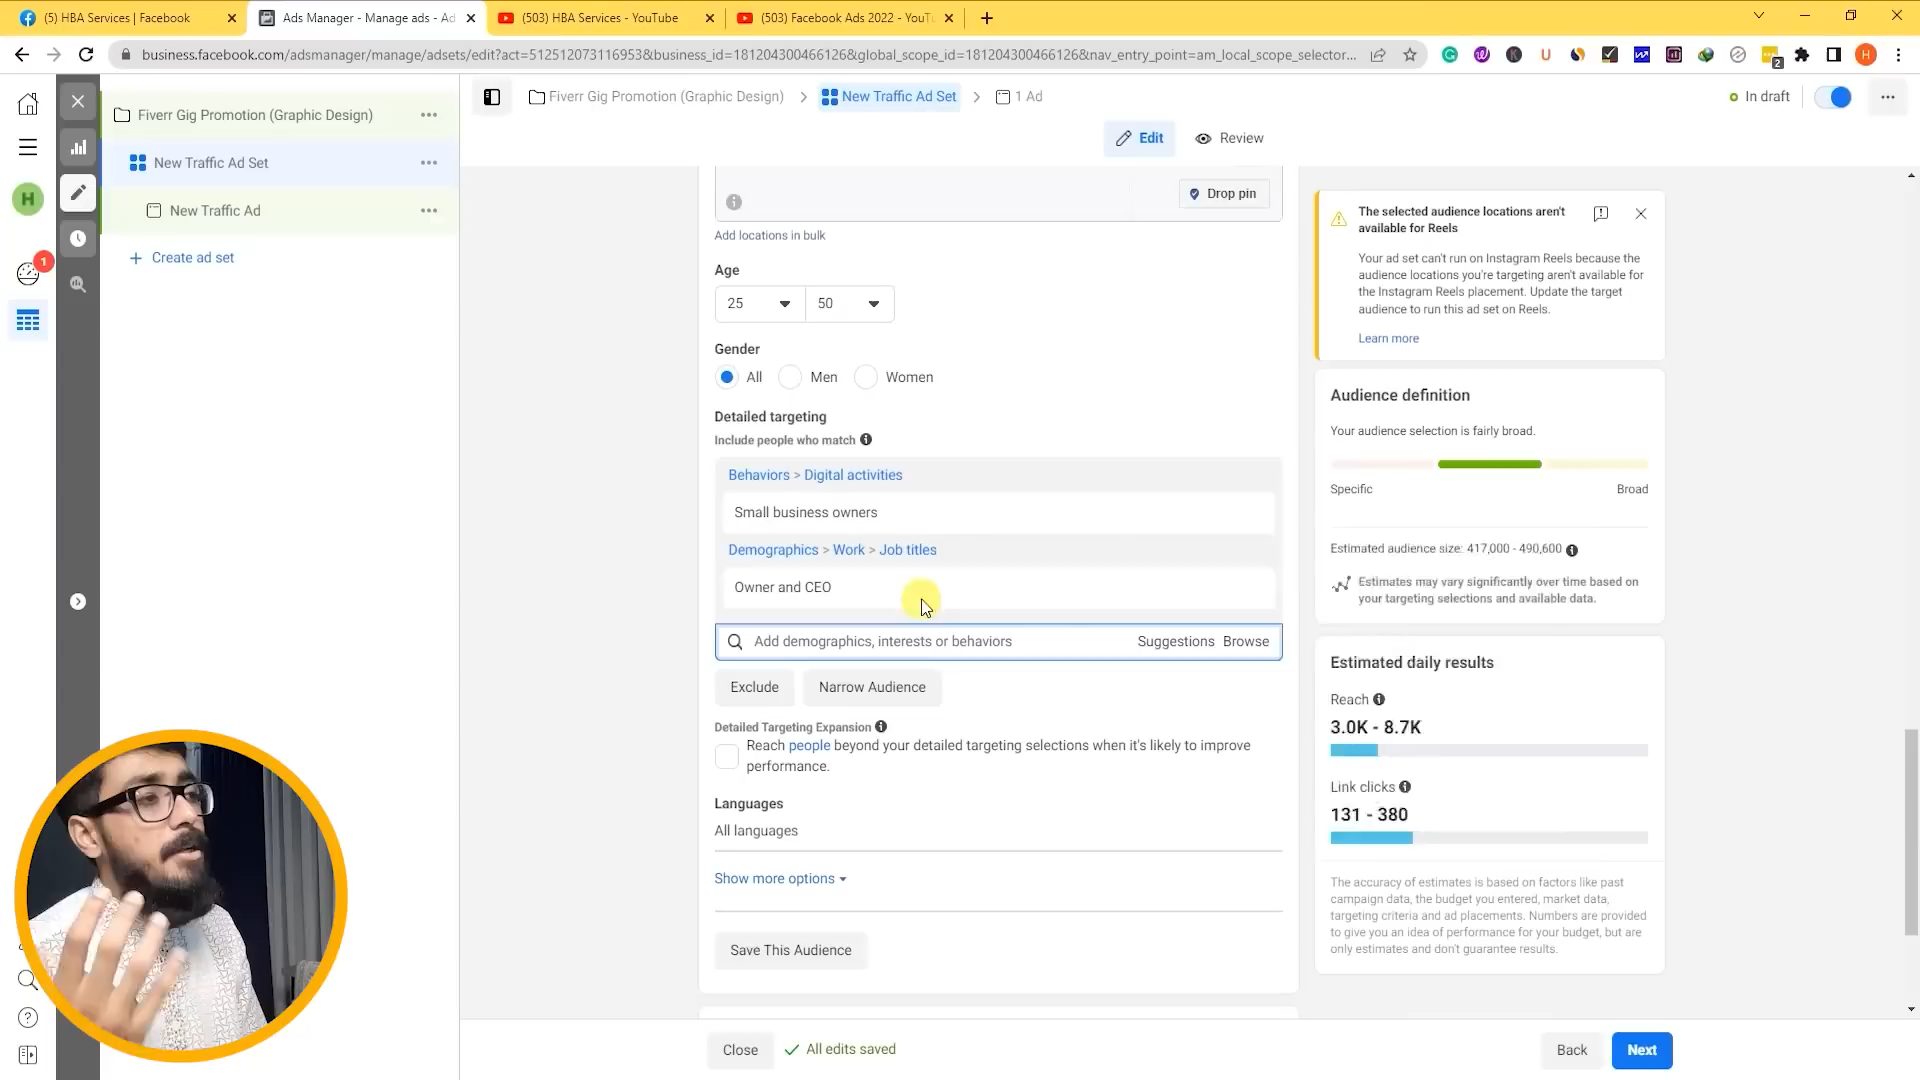 (5) HBA Services | Facebook
Ads Manager - Manage ads - Ad
(503) HBA Services - YouTube
(503) Facebook Ads 2022 - YouTu
business.facebook.com/adsmanager/manage/adsets/edit?act=512512073116953&business_id=181204300466126&global_scope_id=181204300466126&nav_entry_point=am_local_scope_selector...
2
H
Fiverr Gig Promotion (Graphic Design)
New Traffic Ad Set
New Traffic Ad
Create ad set
H
1
Fiverr Gig Promotion (Graphic Design)
New Traffic Ad Set
1 Ad
In draft
Edit
Review
Drop pin
Add locations in bulk
Age
25
50
Gender
All
Men
Women
Detailed targeting
Include people who match
Behaviors > Digital activities
Small business owners
Demographics > Work > Job titles
Owner and CEO
Add demographics, interests or behaviors
Suggestions
Browse
Exclude
Narrow Audience
Detailed Targeting Expansion
Reach people beyond your detailed targeting selections when it's likely to improve
performance.
Languages
All languages
Show more options
Save This Audience
The selected audience locations aren't
available for Reels
Your ad set can't run on Instagram Reels because the
audience locations you're targeting aren't available for
the Instagram Reels placement. Update the target
audience to run this ad set on Reels.
Learn more
Audience definition
Your audience selection is fairly broad.
Specific
Broad
Estimated audience size: 417,000 - 490,600
Estimates may vary significantly over time based on
your targeting selections and available data.
Estimated daily results
Reach
3.0K - 8.7K
Link clicks
131 - 380
The accuracy of estimates is based on factors like past
campaign data, the budget you entered, market data,
targeting criteria and ad placements. Numbers are provided
to give you an idea of performance for your budget, but are
only estimates and don't guarantee results.
Close
All edits saved
Back
Next